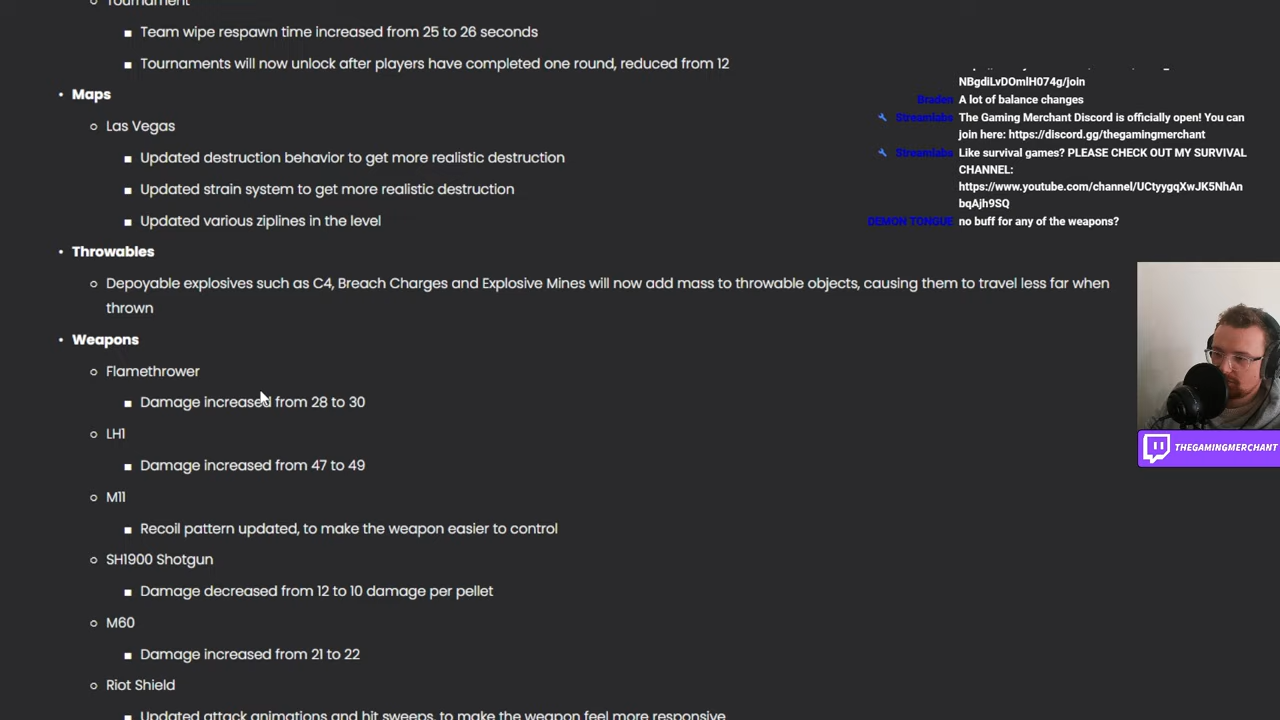 Tournament
Team wipe respawn time increased from 25 to 26 seconds
Tournaments will now unlock after players have completed one round, reduced from 12
Maps
Las Vegas
Updated destruction behavior to get more realistic destruction
Updated strain system to get more realistic destruction
Updated various ziplines in the level
Throwables
Depoyable explosives such as C4, Breach Charges and Explosive Mines will now add mass to throwable objects, causing them to travel less far when
thrown
Weapons
Flamethrower
Damage increased from 28 to 30
LH1
Damage increased from 47 to 49
M11
Recoil pattern updated, to make the weapon easier to control
SH1900 Shotgun
Damage decreased from 12 to 10 damage per pellet
M60
Damage increased from 21 to 22
Riot Shield
Updated attack animations and hit sweeps, to make the weapon feel more responsive
NBgdiLvDOmlH074g/join
Braden A lot of balance changes
Streamlabs The Gaming Merchant Discord is officially open! You can
join here: https://discord.gg/thegamingmerchant
Streamlabs Like survival games? PLEASE CHECK OUT MY SURVIVAL
CHANNEL:
https://www.youtube.com/channel/UCtyygqXwJK5NhAn
bqAjh9SQ
DEMON TONGUE no buff for any of the weapons?
THEGAMINGMERCHANT